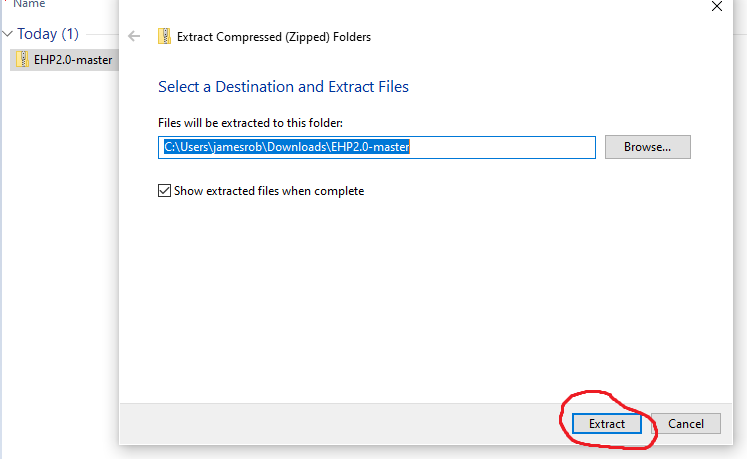 Name
Today (1)
EHP2.0-master
Extract Compressed (Zipped) Folders
Select a Destination and Extract Files
Files will be extracted to this folder:
C:\Users\jamesrob\Downloads\EHP2.0-master
Browse...
Show extracted files when complete
Extract
Cancel